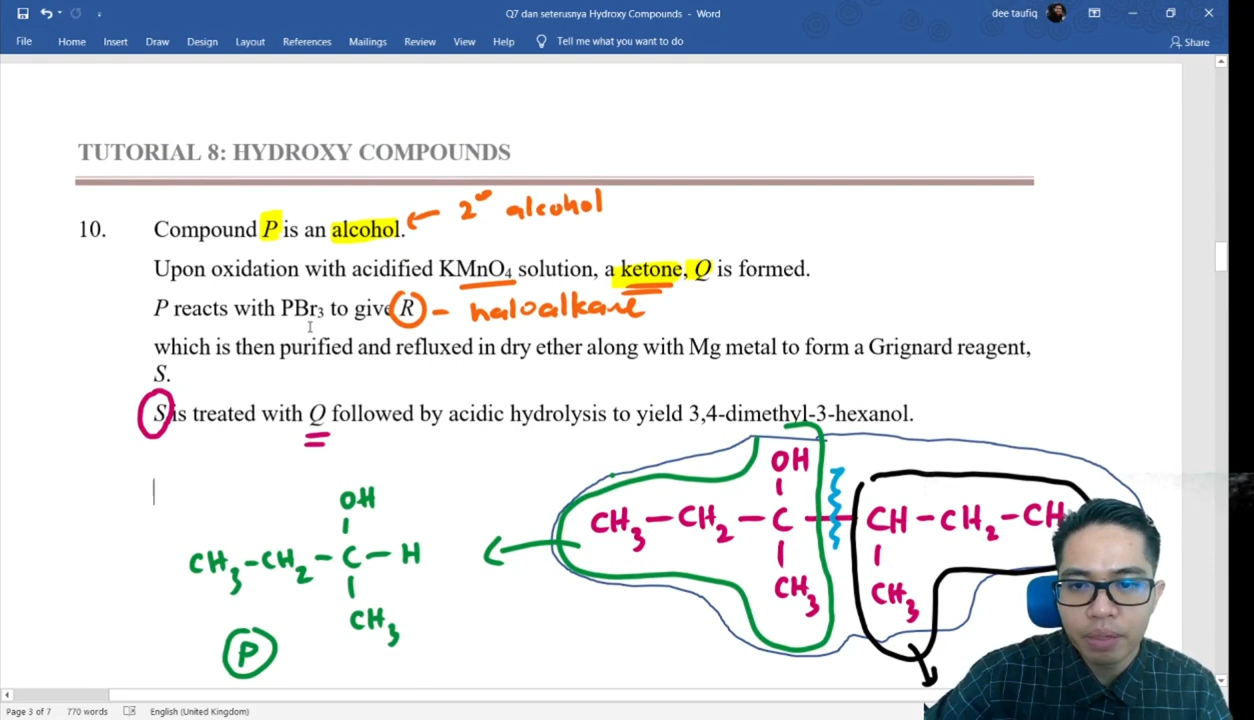 Q7 dan seterusnya Hydroxy Compounds - Word
dee taufiq
File Home Insert Draw Design Layout References Mailings Review View Help Tell me what you want to do Share
TUTORIAL 8: HYDROXY COMPOUNDS
2° alcohol
10. Compound P is an alcohol.
Upon oxidation with acidified KMnO₄ solution, a ketone, Q is formed.
P reacts with PBr₃ to give R – haloalkane
which is then purified and refluxed in dry ether along with Mg metal to form a Grignard reagent,
S.
S is treated with Q followed by acidic hydrolysis to yield 3,4-dimethyl-3-hexanol.
OH
CH₃—CH₂—C—CH—CH₂—CH
CH₃ CH₃
OH
CH₃-CH₂-C-H
CH₃
P
Page 3 of 7 770 words English (United Kingdom)